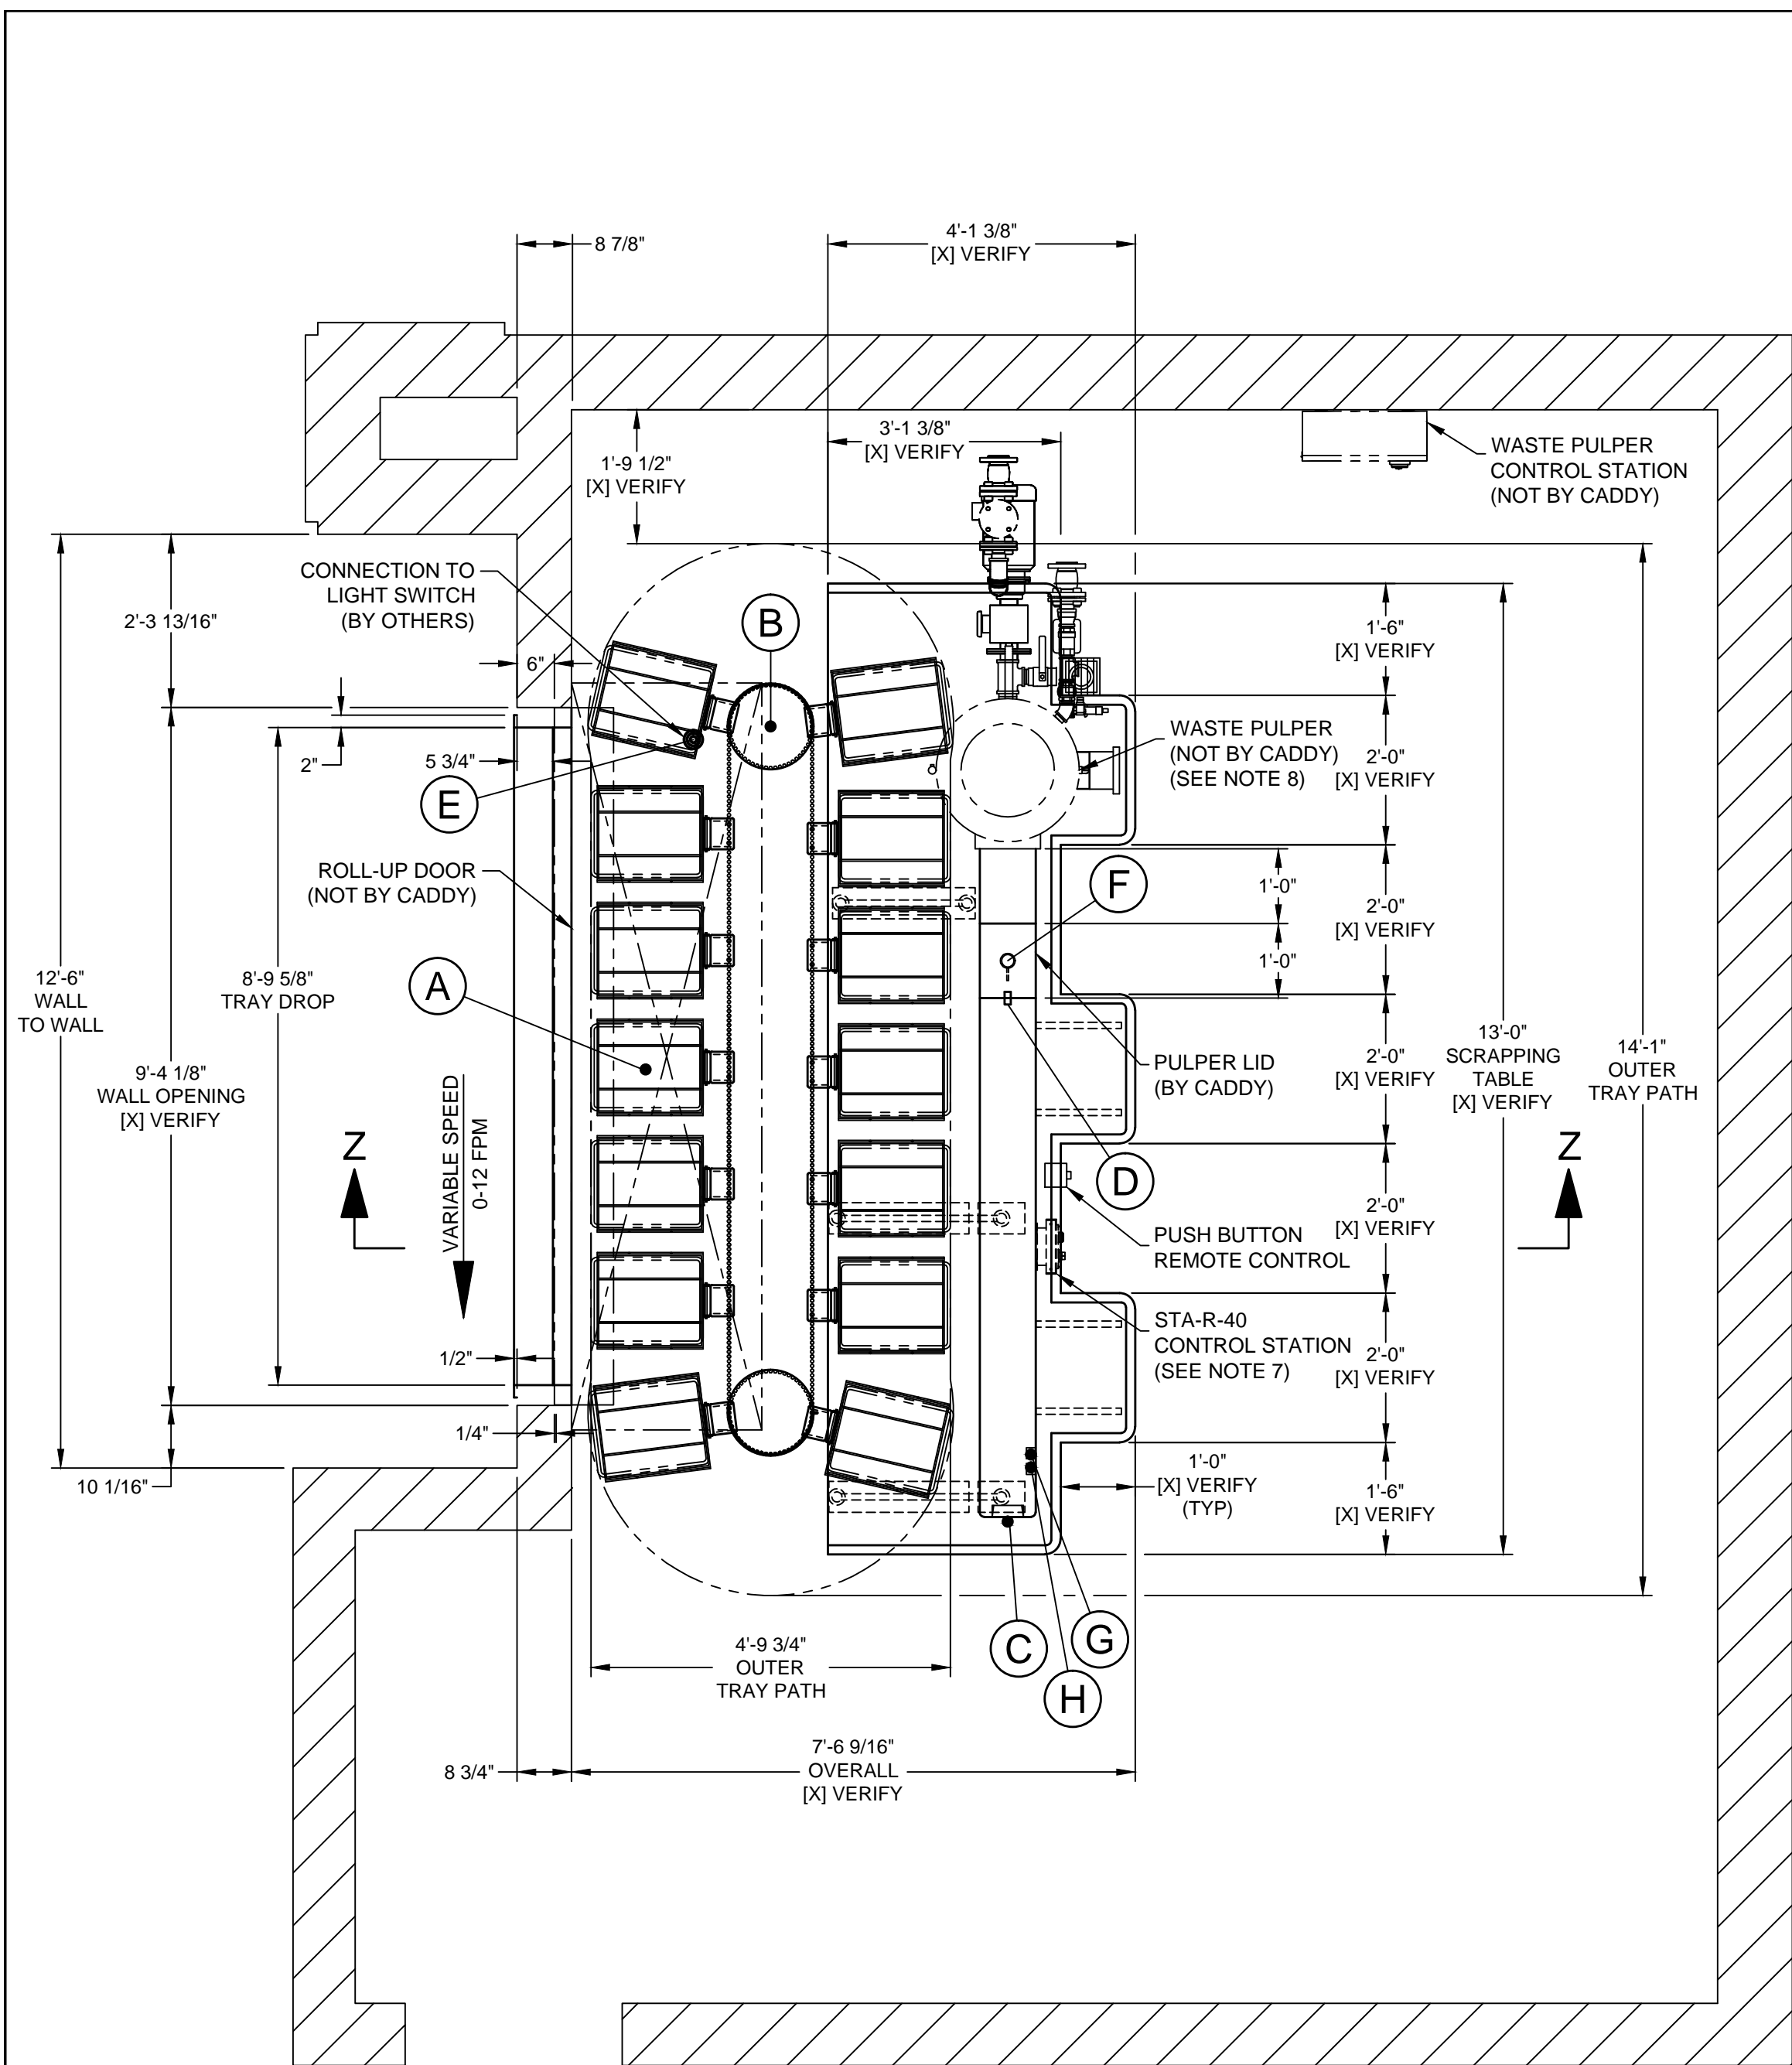 8 7/8"
4'-1 3/8"
[X] VERIFY
3'-1 3/8"
[X] VERIFY
1'-9 1/2"
[X] VERIFY
WASTE PULPER
CONTROL STATION
(NOT BY CADDY)
CONNECTION TO
LIGHT SWITCH
(BY OTHERS)
B
2'-3 13/16"
1'-6"
[X] VERIFY
6"
2"
5 3/4"
E
WASTE PULPER
(NOT BY CADDY)
(SEE NOTE 8)
2'-0"
[X] VERIFY
ROLL-UP DOOR
(NOT BY CADDY)
F
1'-0"
2'-0"
[X] VERIFY
1'-0"
12'-6"
WALL
TO WALL
8'-9 5/8"
TRAY DROP
A
9'-4 1/8"
WALL OPENING
[X] VERIFY
PULPER LID
(BY CADDY)
2'-0"
[X] VERIFY
13'-0"
SCRAPPING
TABLE
[X] VERIFY
14'-1"
OUTER
TRAY PATH
VARIABLE SPEED
0-12 FPM
Z
Z
D
PUSH BUTTON
REMOTE CONTROL
2'-0"
[X] VERIFY
STA-R-40
CONTROL STATION
(SEE NOTE 7)
2'-0"
[X] VERIFY
1/2"
1/4"
10 1/16"
1'-0"
[X] VERIFY
(TYP)
1'-6"
[X] VERIFY
C
G
H
4'-9 3/4"
OUTER
TRAY PATH
8 3/4"
7'-6 9/16"
OVERALL
[X] VERIFY